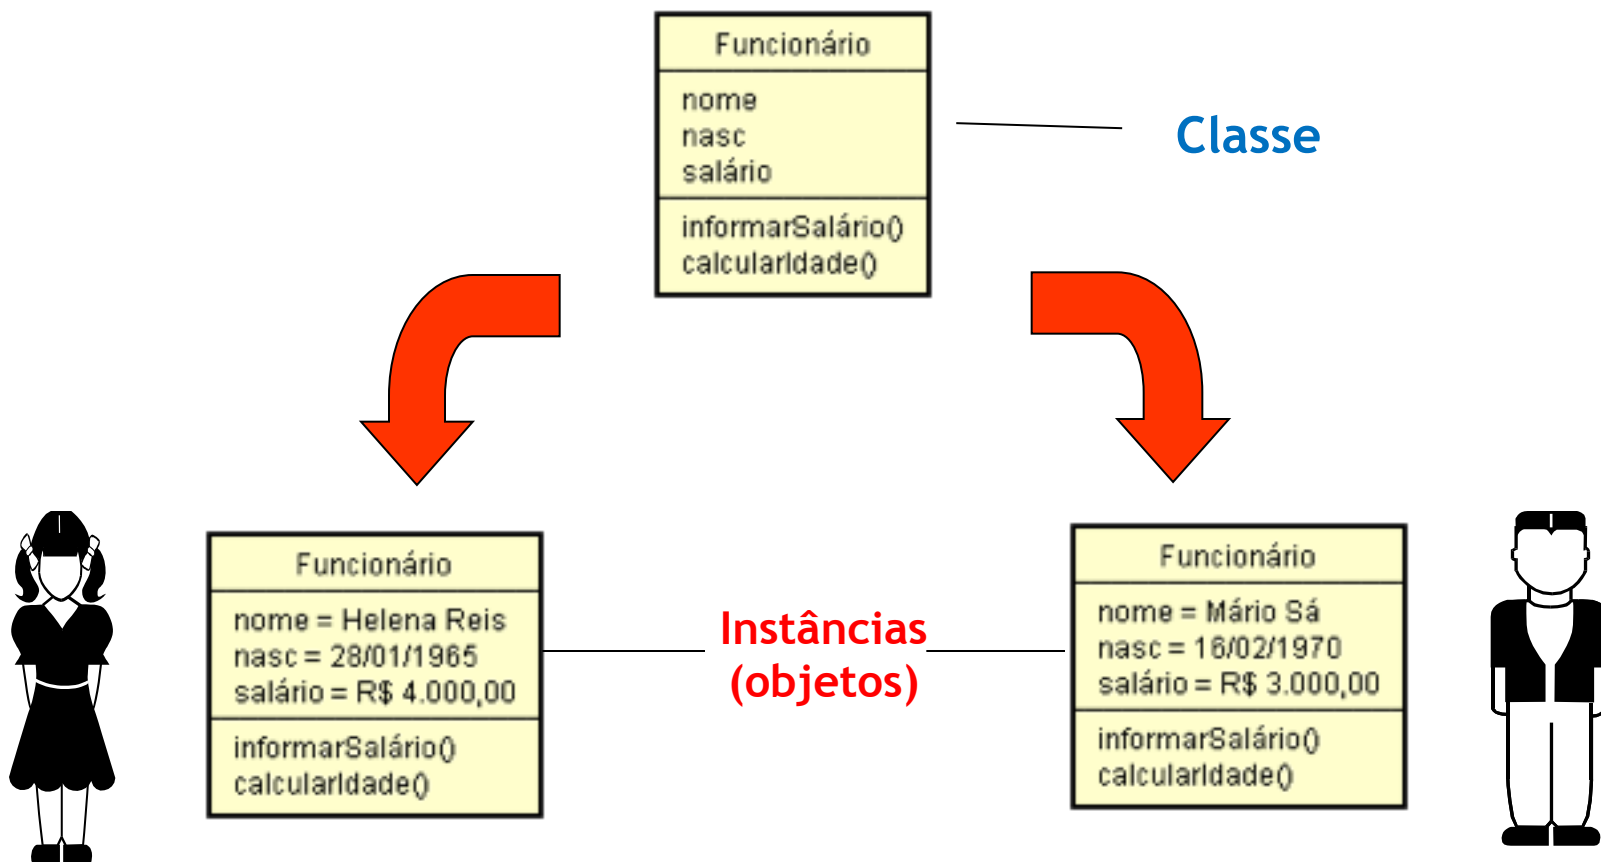 Funcionário
nome
nasc
salário
informarSalário()
calcularIdade()
Classe
Funcionário
nome = Helena Reis
nasc = 28/01/1965
salário = R$ 4.000,00
informarSalário()
calcularIdade()
Instâncias
(objetos)
Funcionário
nome = Mário Sá
nasc = 16/02/1970
salário = R$ 3.000,00
informarSalário()
calcularIdade()